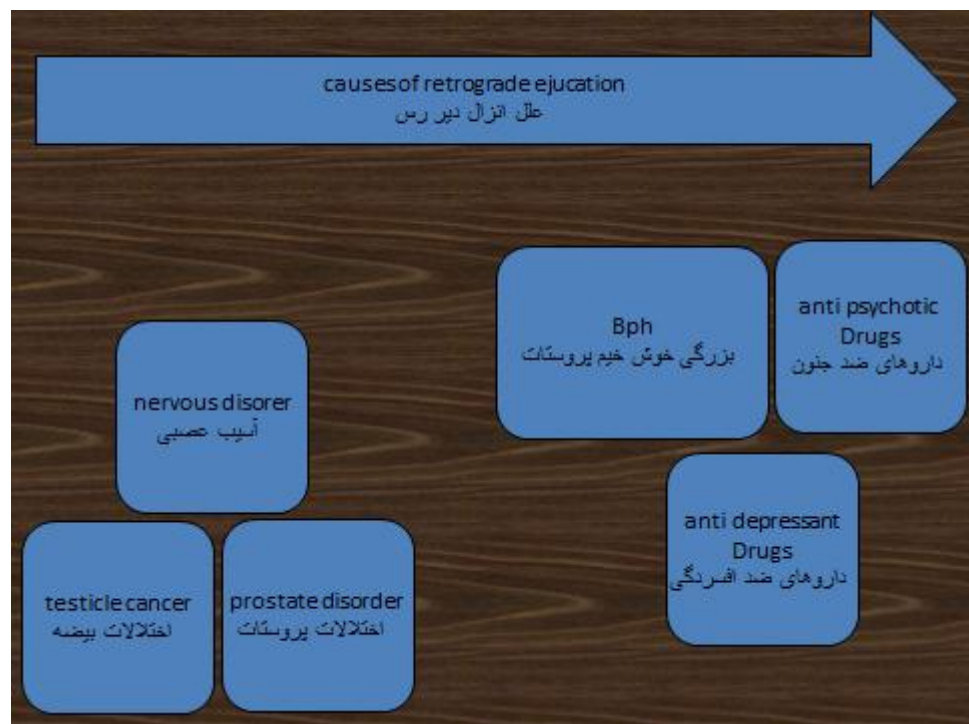 causes of retrograde ejucation
علل انزال دیر رس
Bph
بزرگی خوش خیم پروستات
anti psychotic
Drugs
داروهای ضد جنون
nervous disorer
آسیب عصبی
anti depressant
Drugs
داروهای ضد افسردگی
testicle cancer
اختلالات بیضه
prostate disorder
اختلالات پروستات